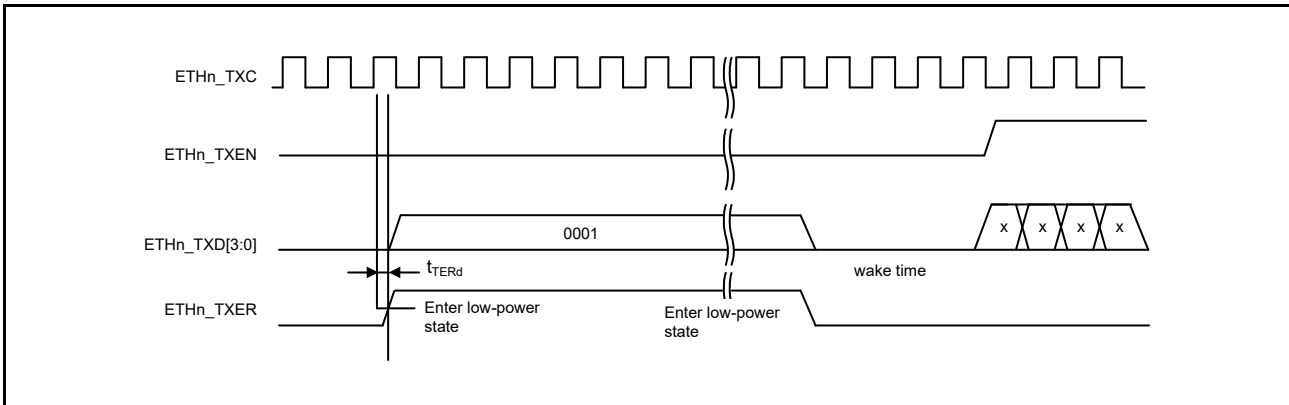 ETHn_TXC
ETHn_TXEN
ETHn_TXD[3:0]
0001
x x x x
tTERd
wake time
ETHn_TXER
Enter low-power
state
Enter low-power
state